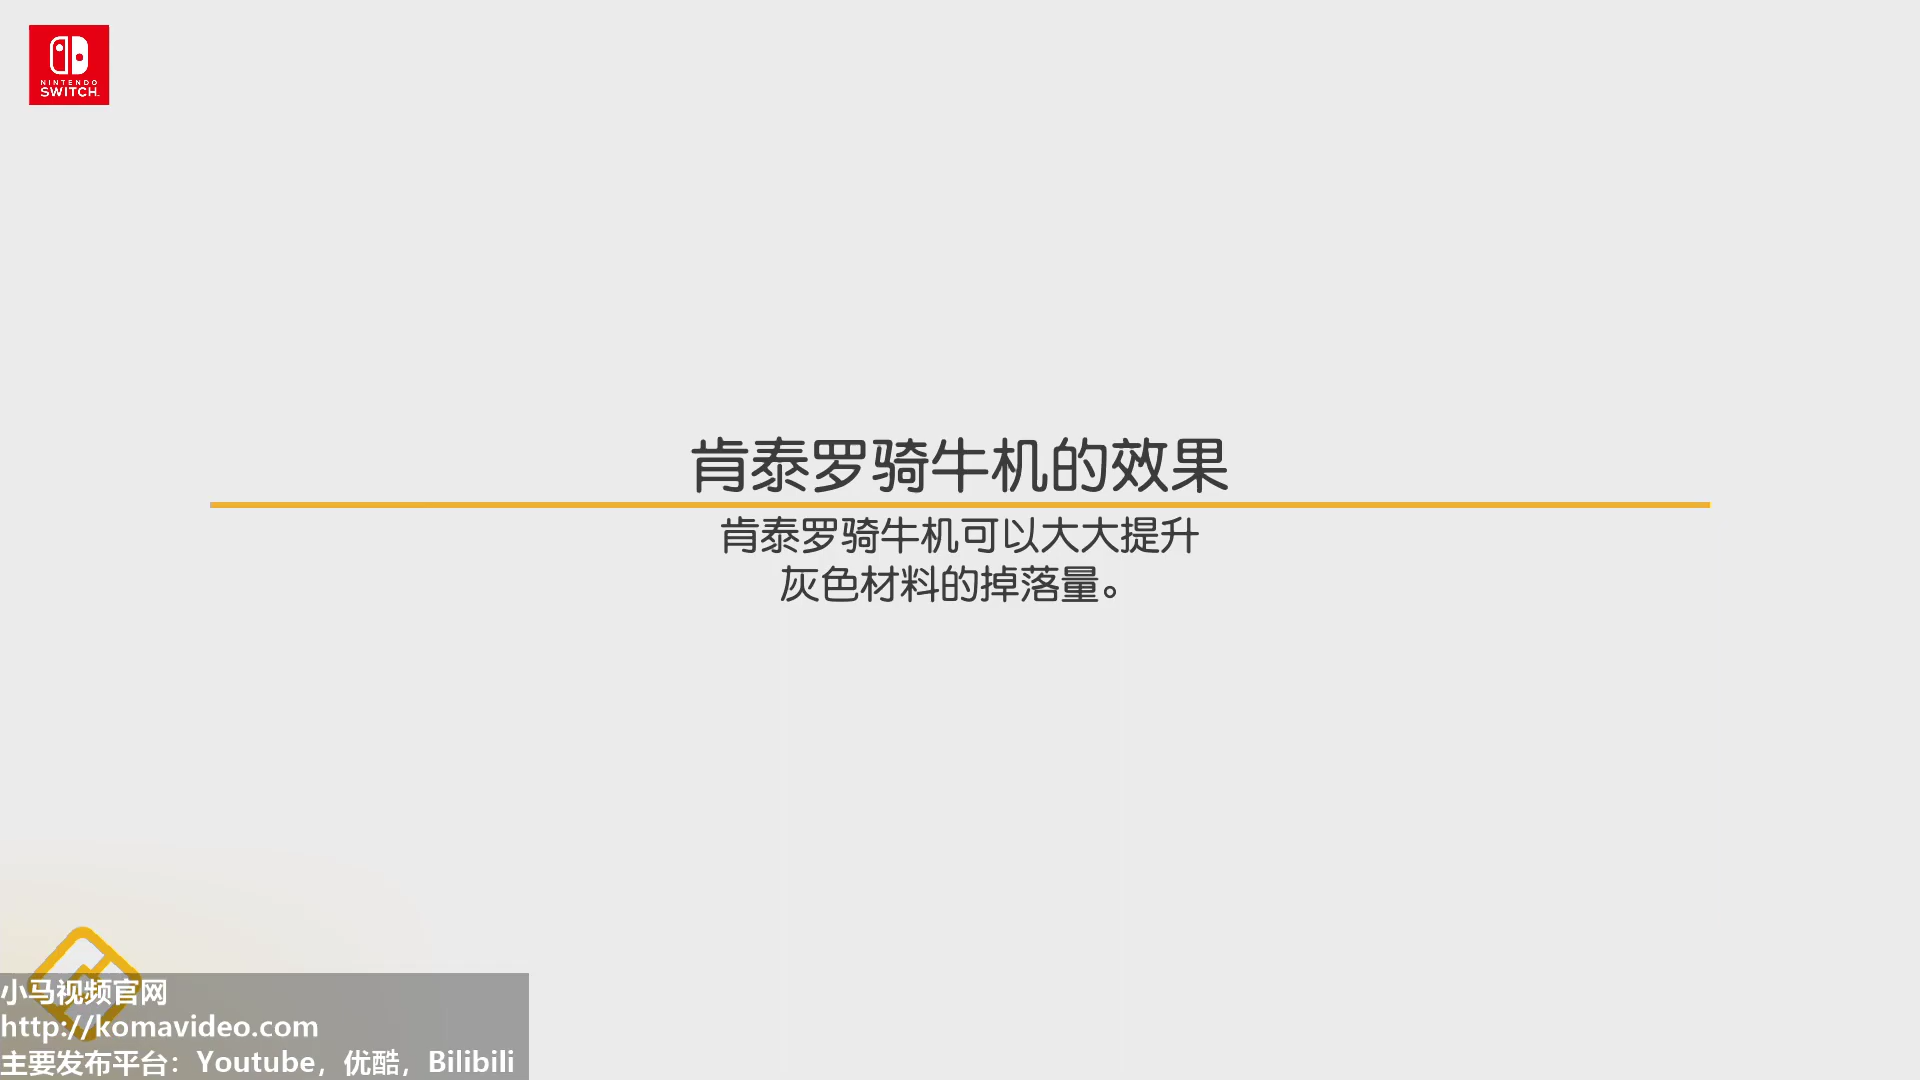 NINTENDO
SWITCH
肯泰罗骑牛机的效果
肯泰罗骑牛机可以大大提升
灰色材料的掉落量。
小马视频官网
http://komavideo.com
主要发布平台：Youtube，优酷，Bilibili